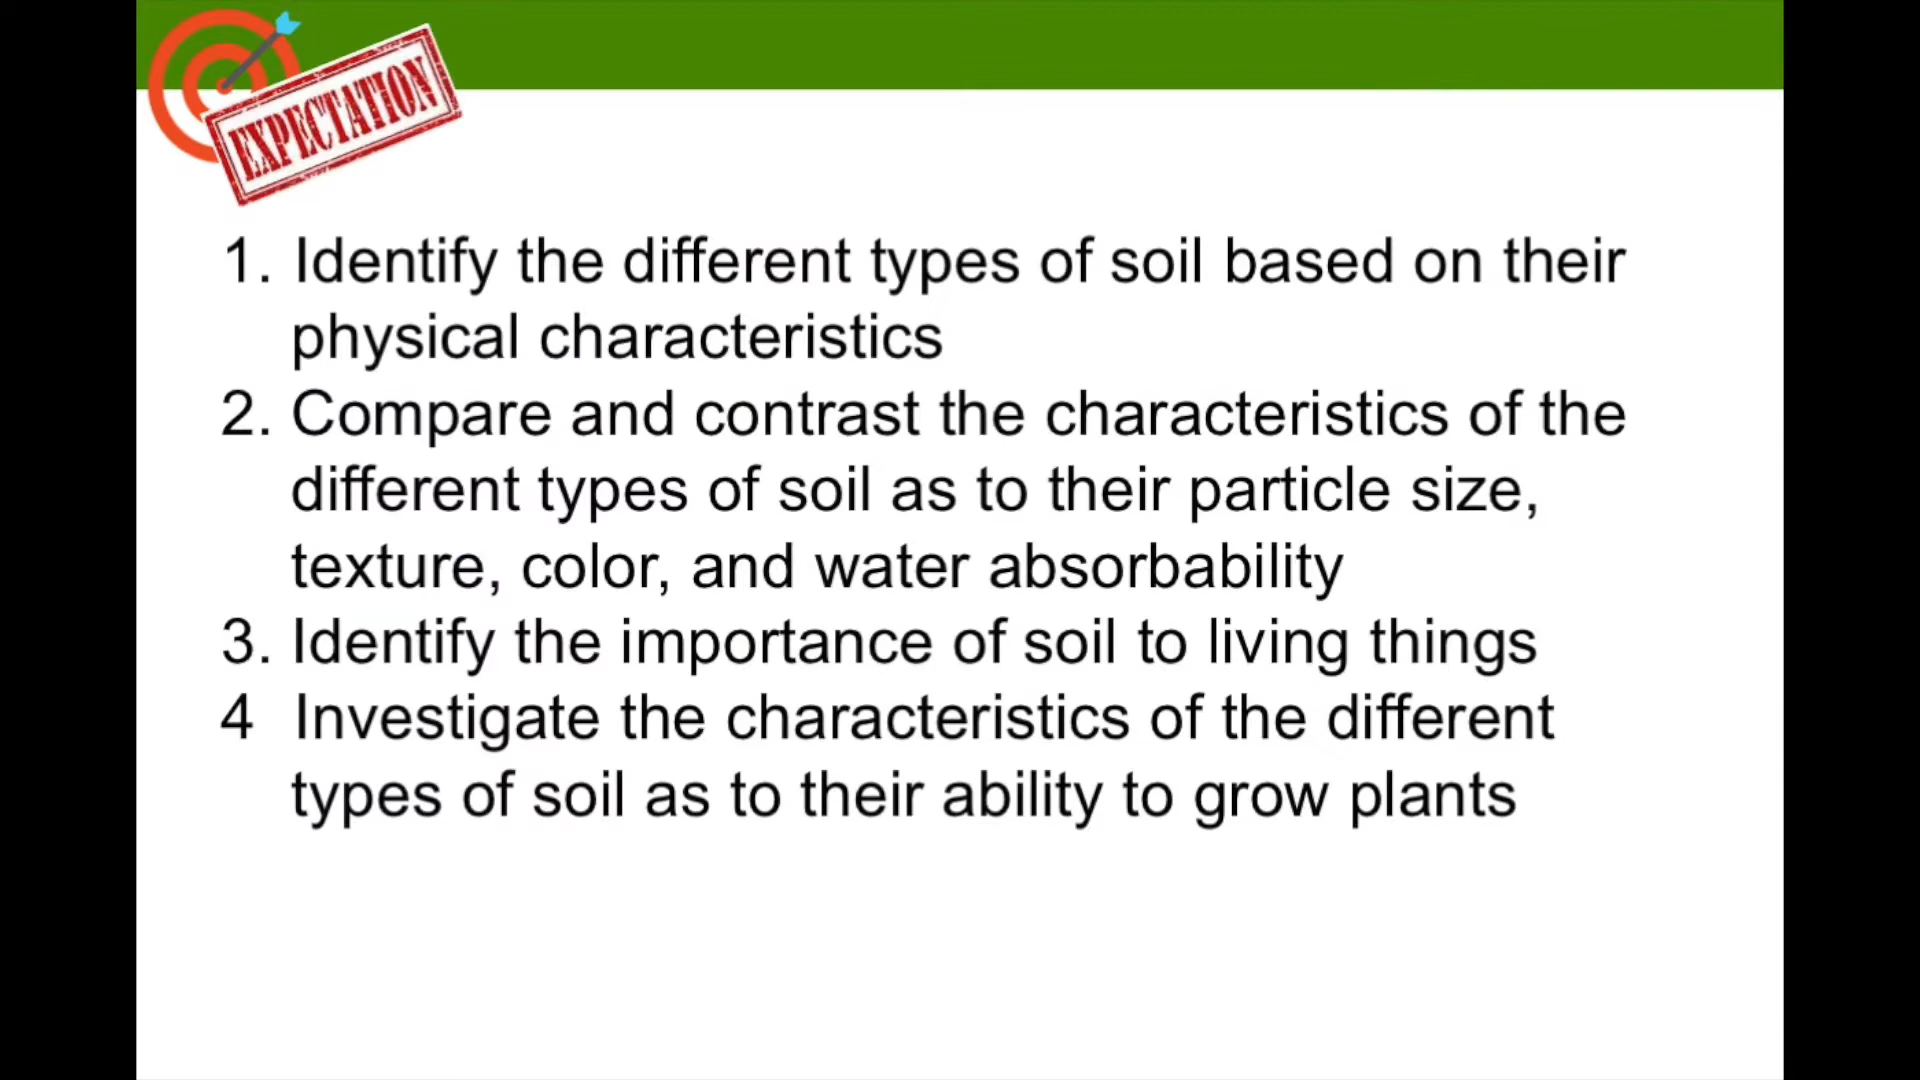 EXPECTATION
1. Identify the different types of soil based on their
physical characteristics
2. Compare and contrast the characteristics of the
different types of soil as to their particle size,
texture, color, and water absorbability
3. Identify the importance of soil to living things
4 Investigate the characteristics of the different
types of soil as to their ability to grow plants